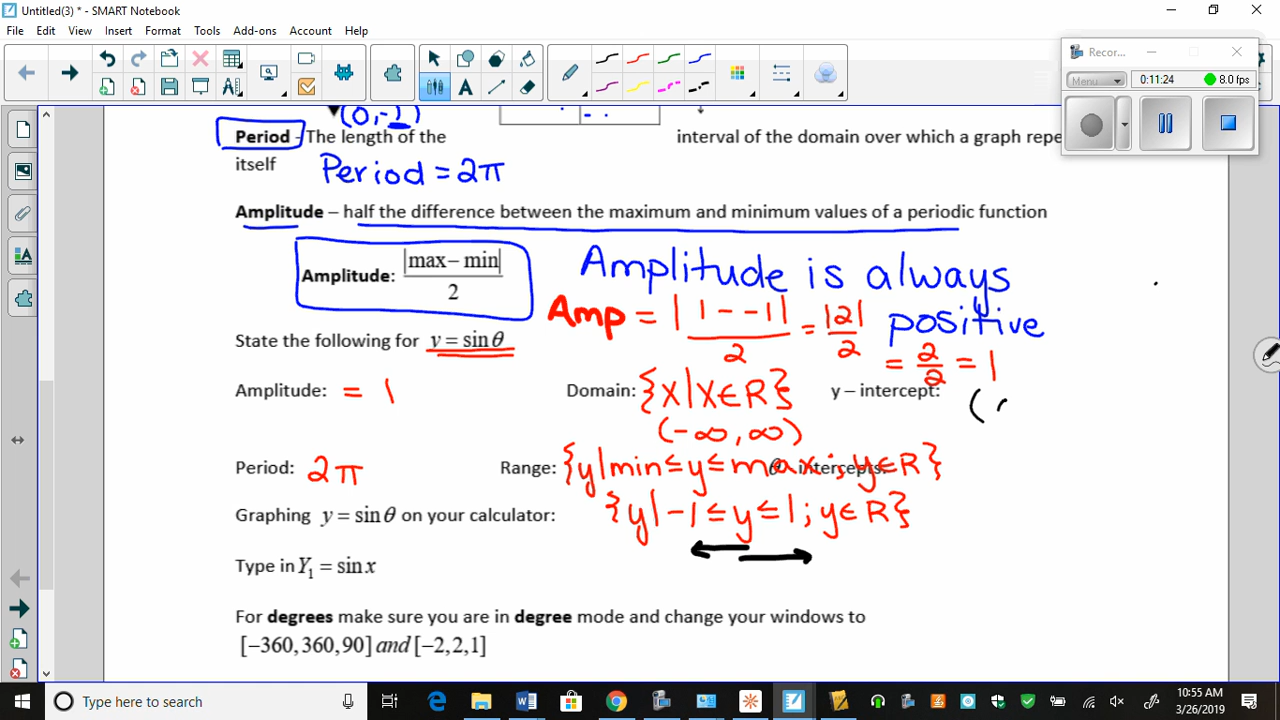 Untitled(3) * - SMART Notebook
File Edit View Insert Format Tools Add-ons Account Help
Recor...
Menu 0:11:24 8.0 fps
(0,-1)
Period - The length of the interval of the domain over which a graph repe
itself
Period = 2π
Amplitude – half the difference between the maximum and minimum values of a periodic function
Amplitude: |max – min| / 2
Amplitude is always
positive
Amp = |1 - -1| / 2 = |2| / 2
= 2/2 = 1
State the following for y = sin θ
Amplitude: = 1 Domain: {X|X∈R} y – intercept: (
(-∞, ∞)
Period: 2π Range: {y|min ≤ y ≤ max; y∈R} θ - intercepts:
{y|-1 ≤ y ≤ 1; y∈R}
Graphing y = sin θ on your calculator:
Type in Y₁ = sin x
For degrees make sure you are in degree mode and change your windows to
[−360,360,90] and [−2,2,1]
Type here to search
10:55 AM
3/26/2019